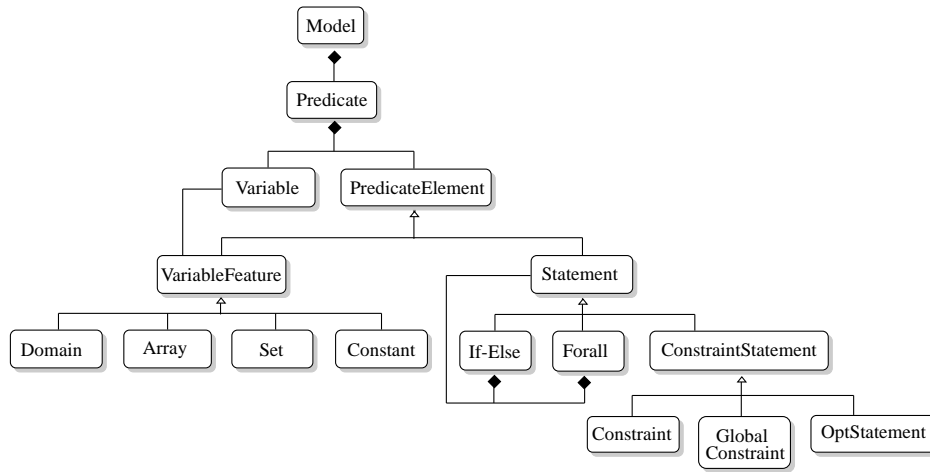 Model
Predicate
Variable
PredicateElement
VariableFeature
Statement
Domain
Array
Set
Constant
If-Else
Forall
ConstraintStatement
Constraint
Global
Constraint
OptStatement